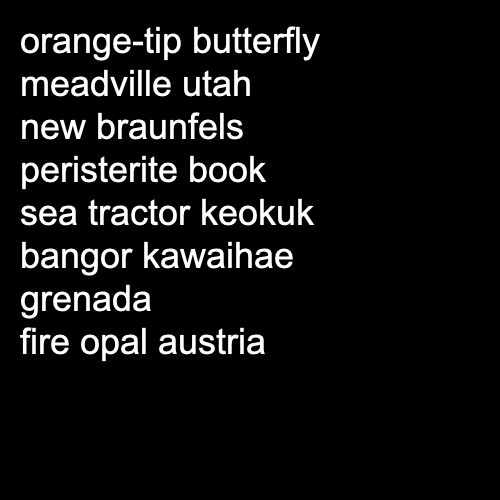 orange-tip butterfly
meadville utah
new braunfels
peristerite book
sea tractor keokuk
bangor kawaihae
grenada
fire opal austria